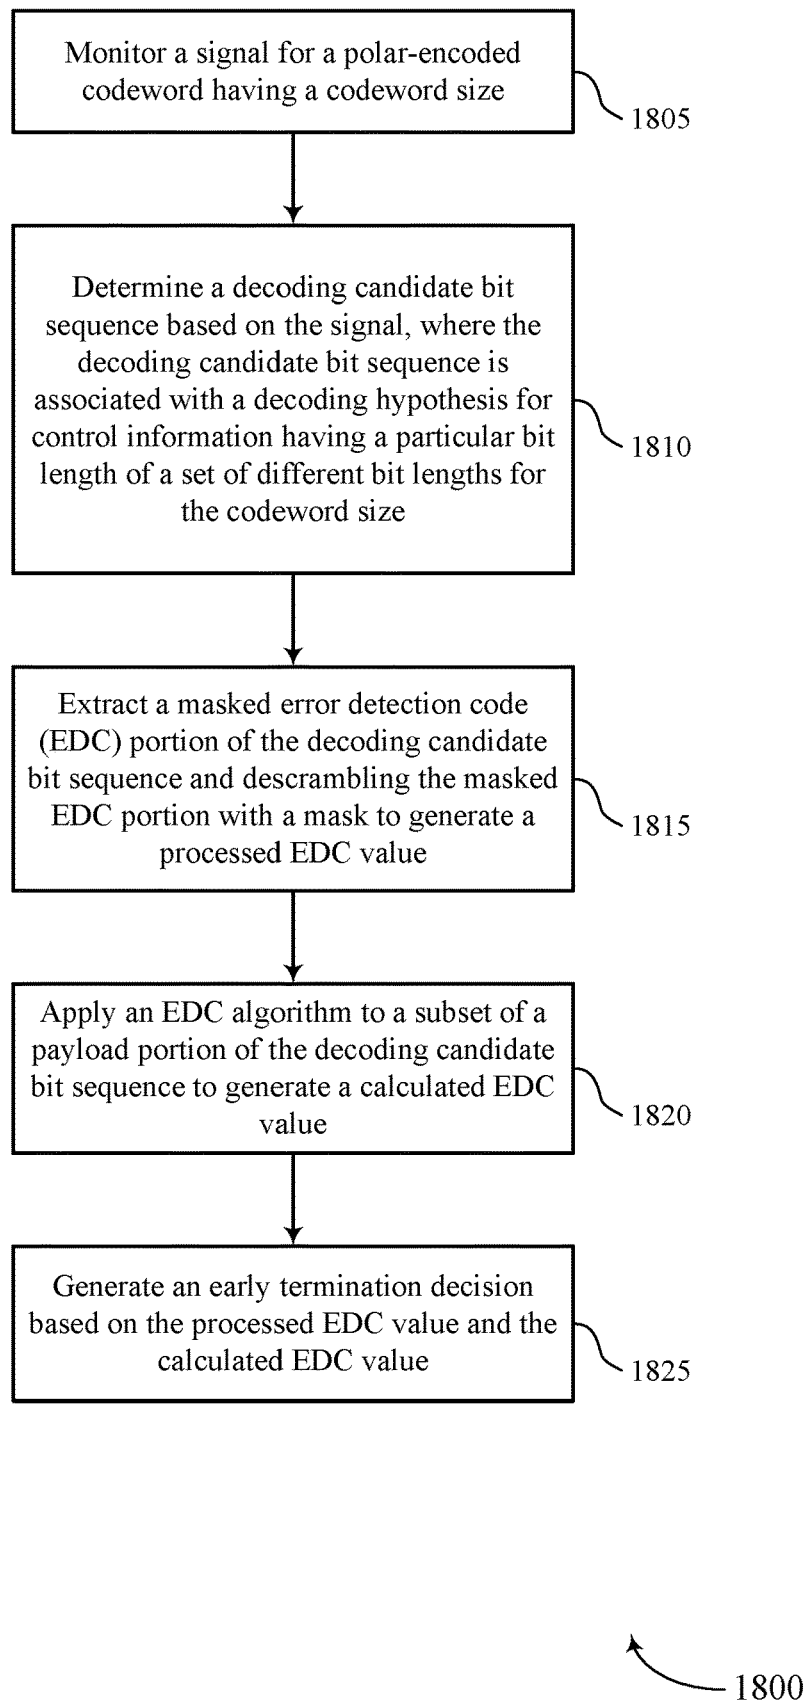 Monitor a signal for a polar-encoded
codeword having a codeword size
1805
Determine a decoding candidate bit
sequence based on the signal, where the
decoding candidate bit sequence is
associated with a decoding hypothesis for
control information having a particular bit
length of a set of different bit lengths for
the codeword size
1810
Extract a masked error detection code
(EDC) portion of the decoding candidate
bit sequence and descrambling the masked
EDC portion with a mask to generate a
processed EDC value
1815
Apply an EDC algorithm to a subset of a
payload portion of the decoding candidate
bit sequence to generate a calculated EDC
value
1820
Generate an early termination decision
based on the processed EDC value and the
calculated EDC value
1825
1800